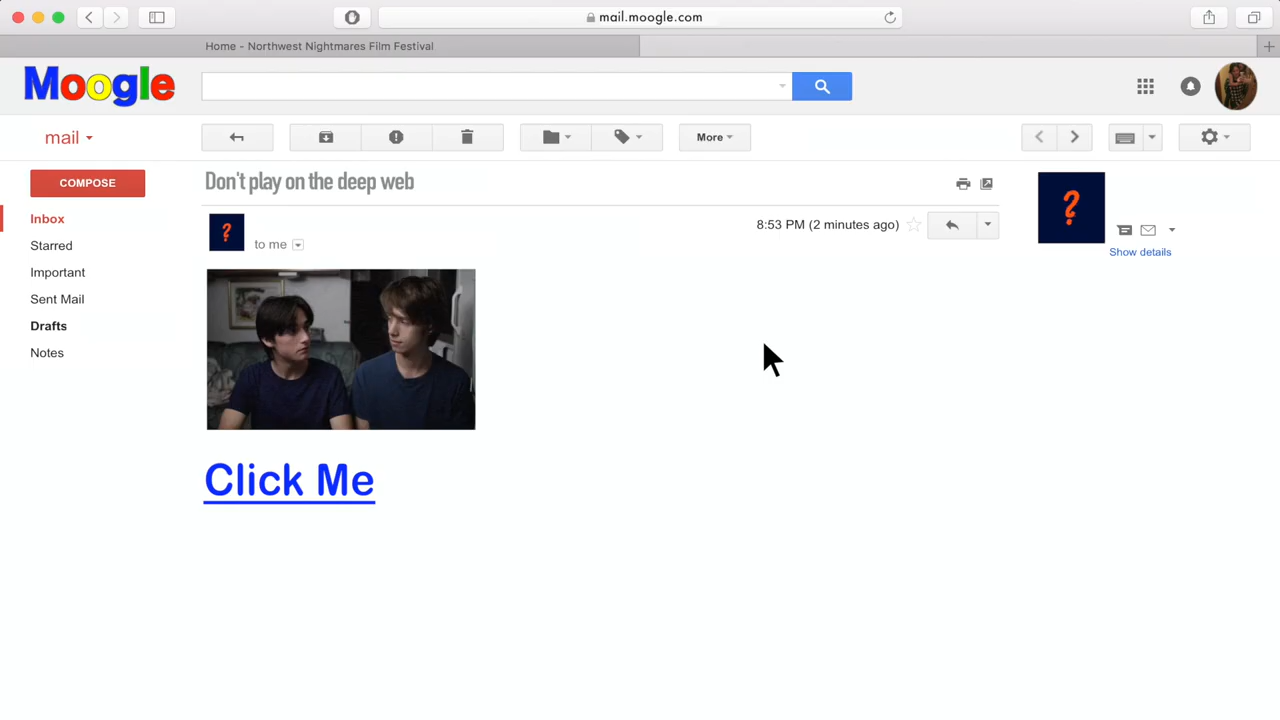 mail.moogle.com
Home - Northwest Nightmares Film Festival
Moogle
mail
More
COMPOSE
Don't play on the deep web
Inbox
?
8:53 PM (2 minutes ago)
?
to me
Starred
Show details
Important
Sent Mail
Drafts
Notes
Click Me